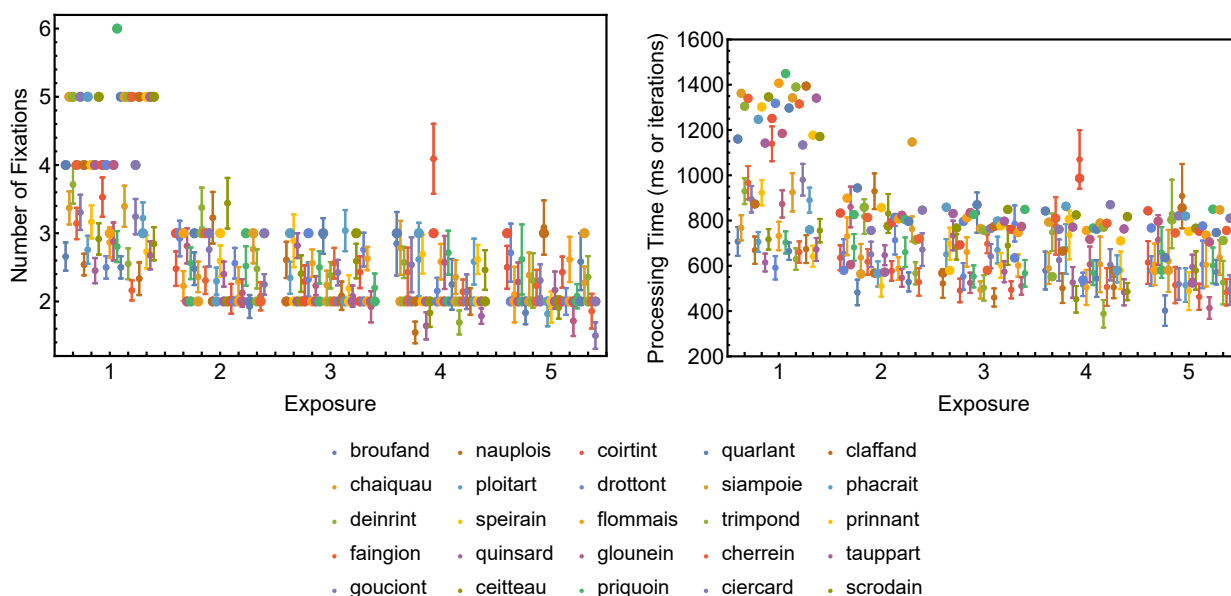 6
5
4
3
2
Number of Fixations
1 2 3 4 5
Exposure
1600
1400
1200
1000
800
600
400
200
Processing Time (ms or iterations)
1 2 3 4 5
Exposure
broufand nauplois coirtint quarlant claffand
chaiquau ploitart drottont siampoie phacrait
deinrint speirain flommais trimpond prinnant
faingion quinsard glounein cherrein tauppart
gouciont ceitteau priquoin ciercard scrodain